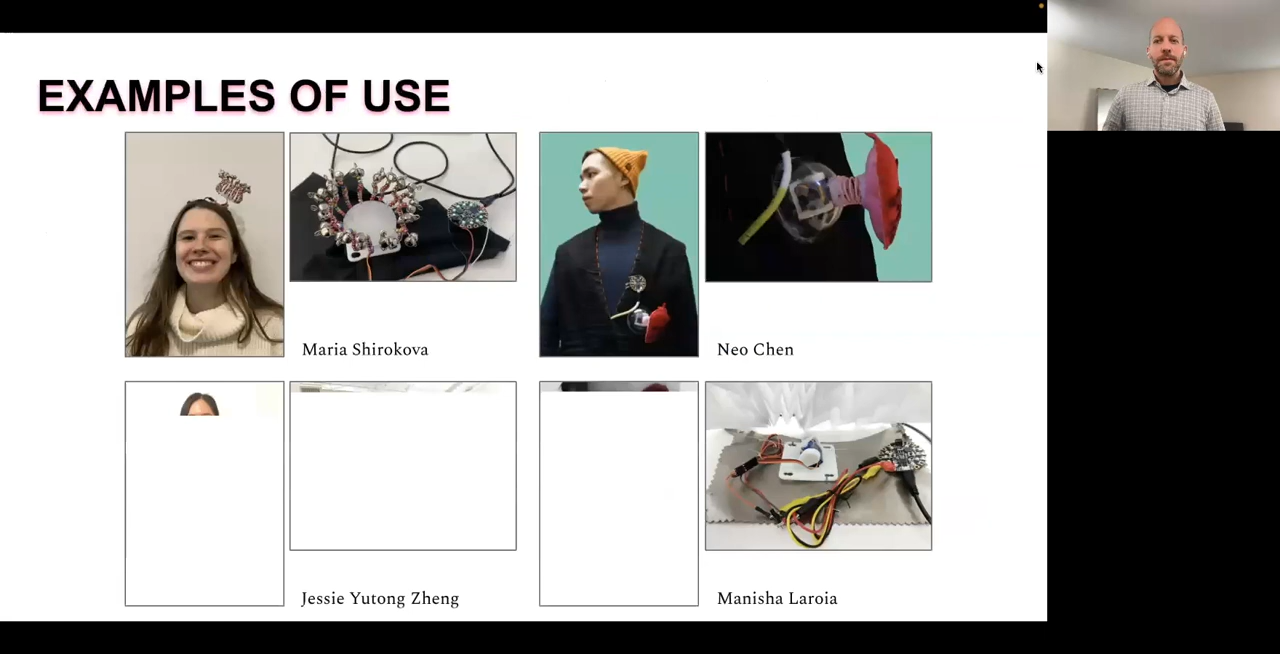 EXAMPLES OF USE
Maria Shirokova
Neo Chen
Jessie Yutong Zheng
Manisha Laroia